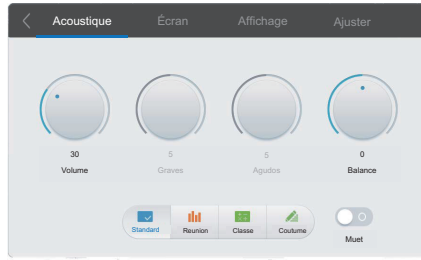 Acoustique Écran Affichage Ajuster
30 5 5 0
Volume Graves Agudos Balance
Standard Reunion Classe Coutume
Muet